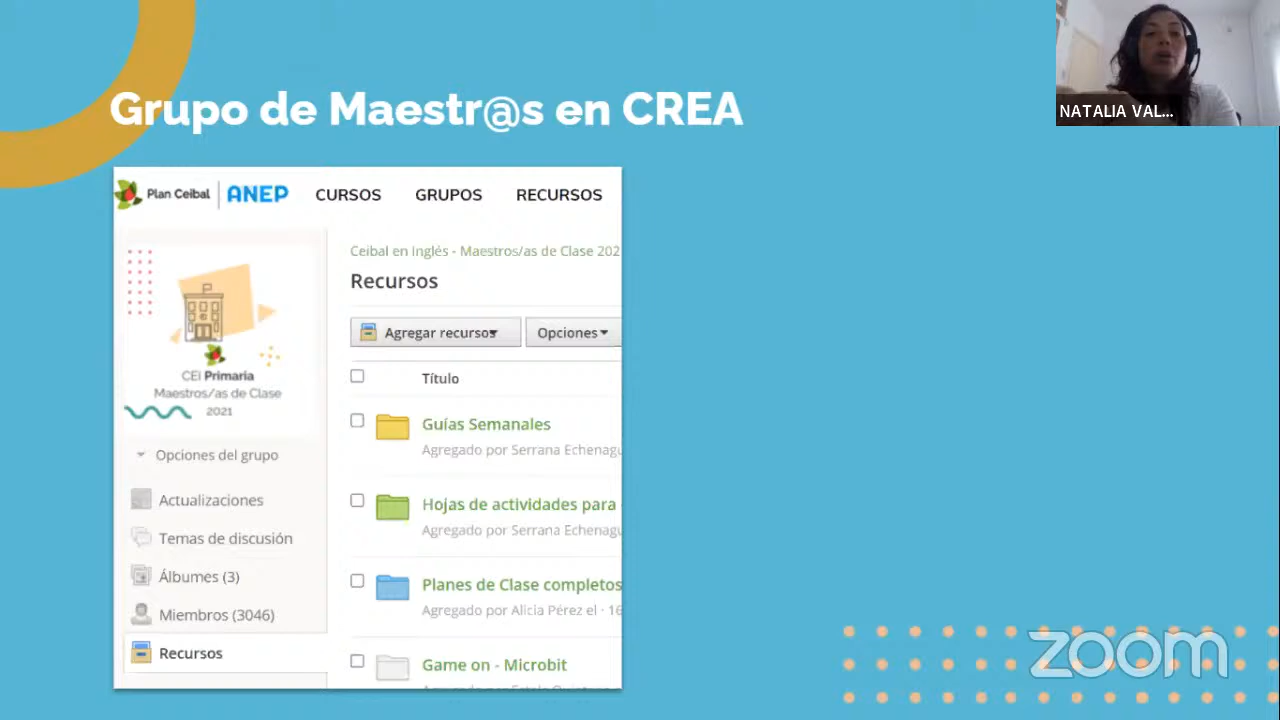 Grupo de Maestr@s en CREA
NATALIA VAL...
Plan Ceibal ANEP CURSOS GRUPOS RECURSOS
Ceibal en Inglés - Maestros/as de Clase 202
Recursos
Agregar recursos Opciones
Título
CEI Primaria
Maestros/as de Clase
2021
Guías Semanales
Agregado por Serrana Echenagu
Opciones del grupo
Actualizaciones
Hojas de actividades para
Agregado por Serrana Echenagu
Temas de discusión
Álbumes (3)
Planes de Clase completos
Agregado por Alicia Pérez el · 16
Miembros (3046)
Recursos
Game on - Microbit
zoom